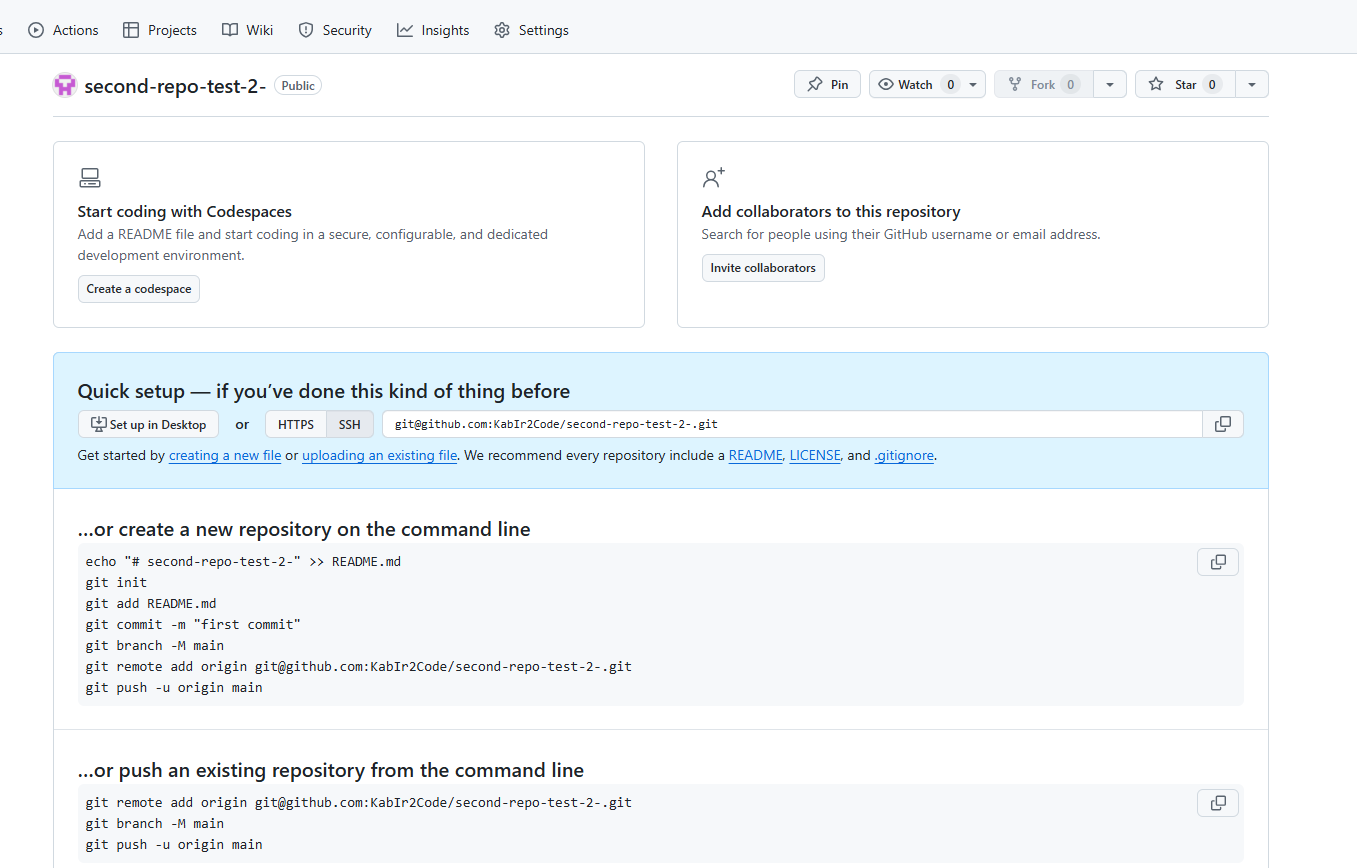 Actions Projects Wiki Security Insights Settings
second-repo-test-2- Public Pin Watch 0 Fork 0 Star 0
Start coding with Codespaces
Add a README file and start coding in a secure, configurable, and dedicated
development environment.
Create a codespace
Add collaborators to this repository
Search for people using their GitHub username or email address.
Invite collaborators
Quick setup — if you’ve done this kind of thing before
Set up in Desktop or HTTPS SSH git@github.com:KabIr2Code/second-repo-test-2-.git
Get started by creating a new file or uploading an existing file. We recommend every repository include a README, LICENSE, and .gitignore.
…or create a new repository on the command line
echo "# second-repo-test-2-" >> README.md
git init
git add README.md
git commit -m "first commit"
git branch -M main
git remote add origin git@github.com:KabIr2Code/second-repo-test-2-.git
git push -u origin main
…or push an existing repository from the command line
git remote add origin git@github.com:KabIr2Code/second-repo-test-2-.git
git branch -M main
git push -u origin main